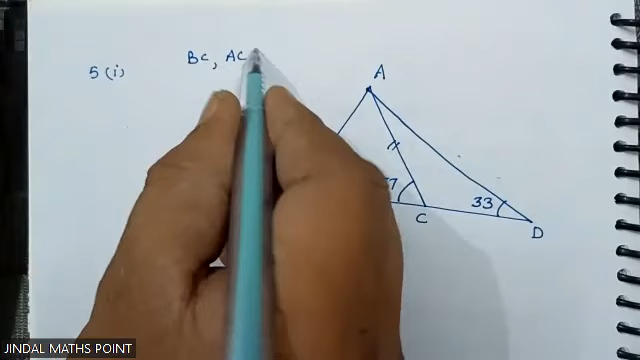 BC, AC
5 (i)
A
33
C
D
JINDAL MATHS POINT